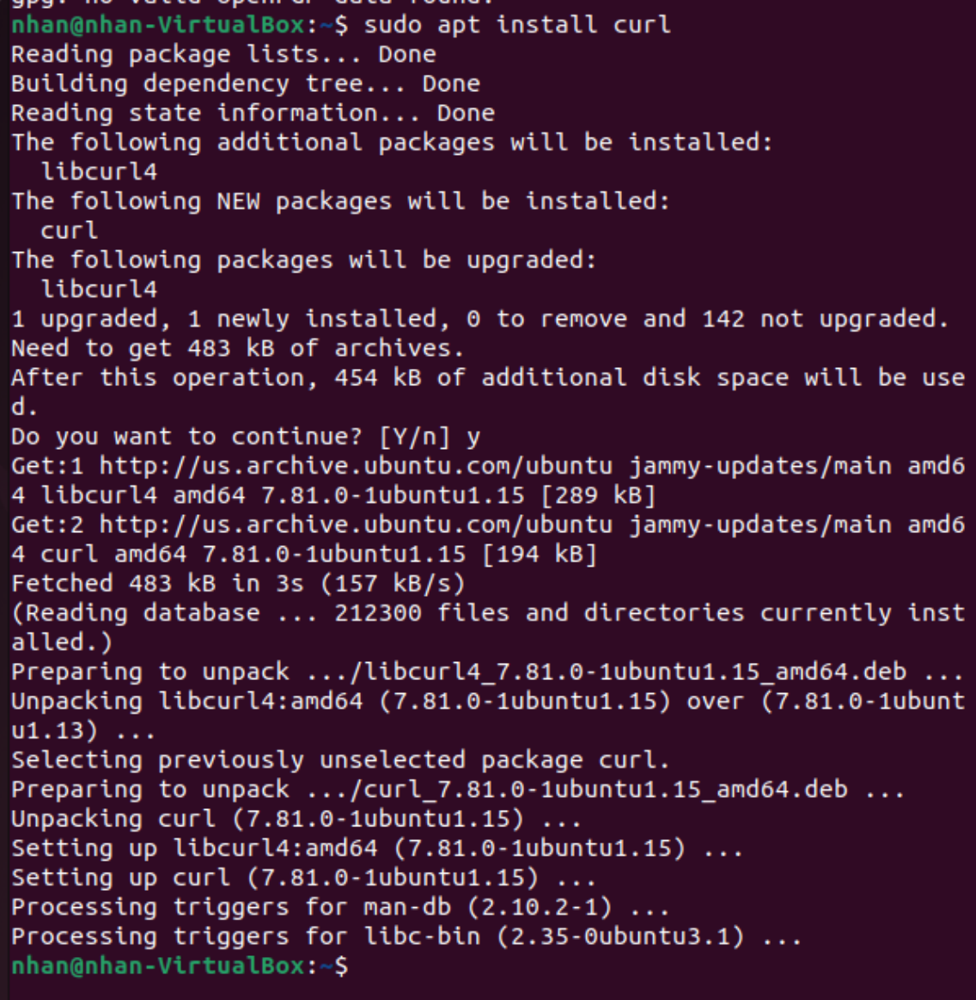 gpg: no valid OpenPGP data found.
nhan@nhan-VirtualBox:~$ sudo apt install curl
Reading package lists... Done
Building dependency tree... Done
Reading state information... Done
The following additional packages will be installed:
  libcurl4
The following NEW packages will be installed:
  curl
The following packages will be upgraded:
  libcurl4
1 upgraded, 1 newly installed, 0 to remove and 142 not upgraded.
Need to get 483 kB of archives.
After this operation, 454 kB of additional disk space will be use
d.
Do you want to continue? [Y/n] y
Get:1 http://us.archive.ubuntu.com/ubuntu jammy-updates/main amd6
4 libcurl4 amd64 7.81.0-1ubuntu1.15 [289 kB]
Get:2 http://us.archive.ubuntu.com/ubuntu jammy-updates/main amd6
4 curl amd64 7.81.0-1ubuntu1.15 [194 kB]
Fetched 483 kB in 3s (157 kB/s)
(Reading database ... 212300 files and directories currently inst
alled.)
Preparing to unpack .../libcurl4_7.81.0-1ubuntu1.15_amd64.deb ...
Unpacking libcurl4:amd64 (7.81.0-1ubuntu1.15) over (7.81.0-1ubunt
u1.13) ...
Selecting previously unselected package curl.
Preparing to unpack .../curl_7.81.0-1ubuntu1.15_amd64.deb ...
Unpacking curl (7.81.0-1ubuntu1.15) ...
Setting up libcurl4:amd64 (7.81.0-1ubuntu1.15) ...
Setting up curl (7.81.0-1ubuntu1.15) ...
Processing triggers for man-db (2.10.2-1) ...
Processing triggers for libc-bin (2.35-0ubuntu3.1) ...
nhan@nhan-VirtualBox:~$